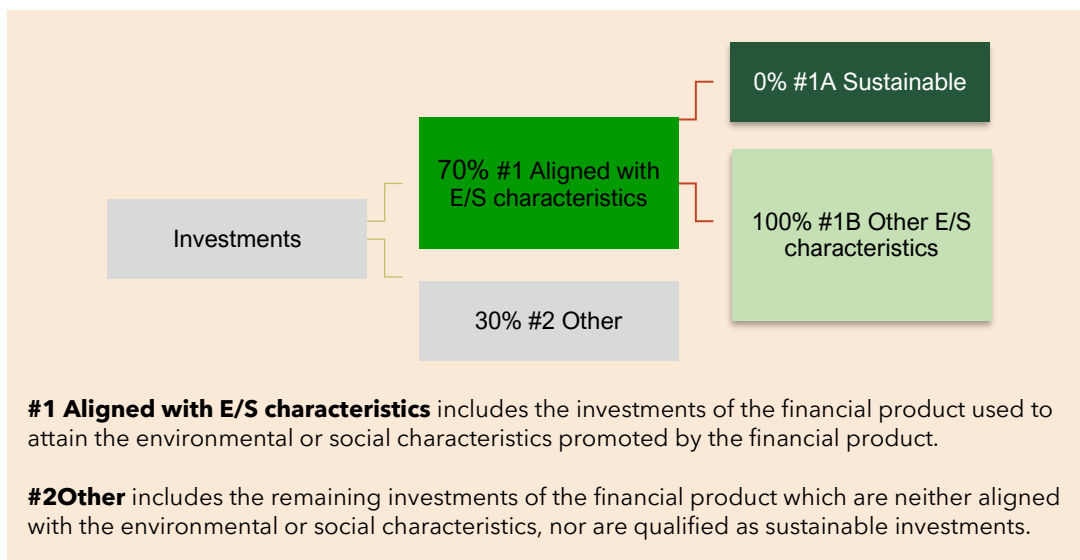 0% #1A Sustainable
70% #1 Aligned with
E/S characteristics
100% #1B Other E/S
characteristics
Investments
30% #2 Other
#1 Aligned with E/S characteristics includes the investments of the financial product used to
attain the environmental or social characteristics promoted by the financial product.
#2Other includes the remaining investments of the financial product which are neither aligned
with the environmental or social characteristics, nor are qualified as sustainable investments.